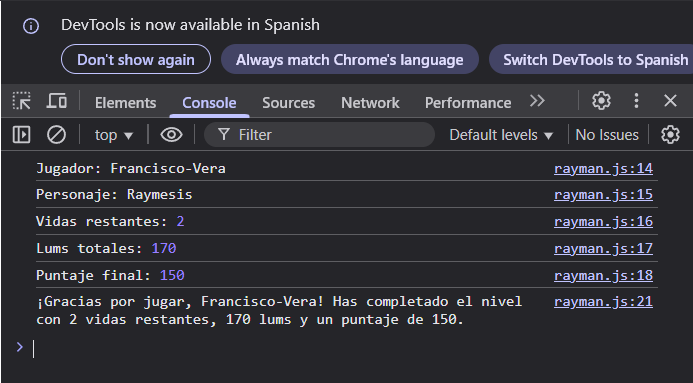 DevTools is now available in Spanish
Don't show again
Always match Chrome's language
Switch DevTools to Spanish
Elements Console Sources Network Performance
top Filter Default levels No Issues
Jugador: Francisco-Vera rayman.js:14
Personaje: Raymesis rayman.js:15
Vidas restantes: 2 rayman.js:16
Lums totales: 170 rayman.js:17
Puntaje final: 150 rayman.js:18
¡Gracias por jugar, Francisco-Vera! Has completado el nivel rayman.js:21
con 2 vidas restantes, 170 lums y un puntaje de 150.